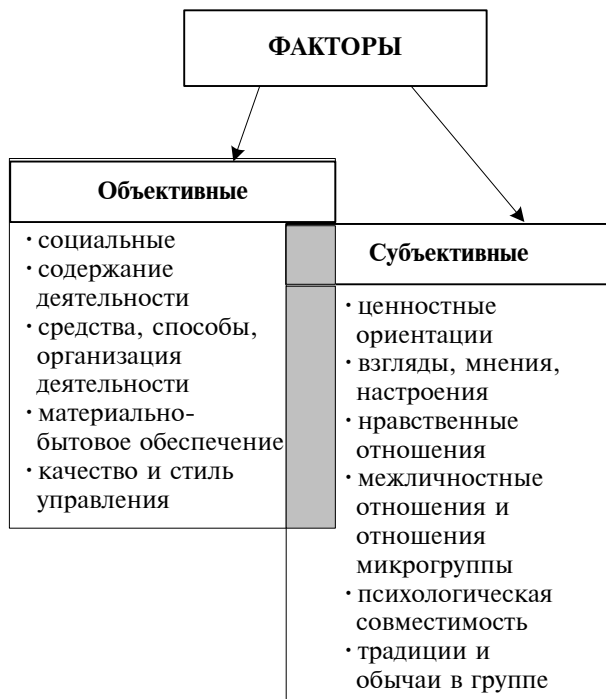 ФАКТОРЫ
Объективные
· социальные
· содержание
деятельности
· средства, способы,
организация
деятельности
· материально-
бытовое обеспечение
· качество и стиль
управления
Субъективные
· ценностные
ориентации
· взгляды, мнения,
настроения
· нравственные
отношения
· межличностные
отношения и
отношения
микрогруппы
· психологическая
совместимость
· традиции и
обычаи в группе